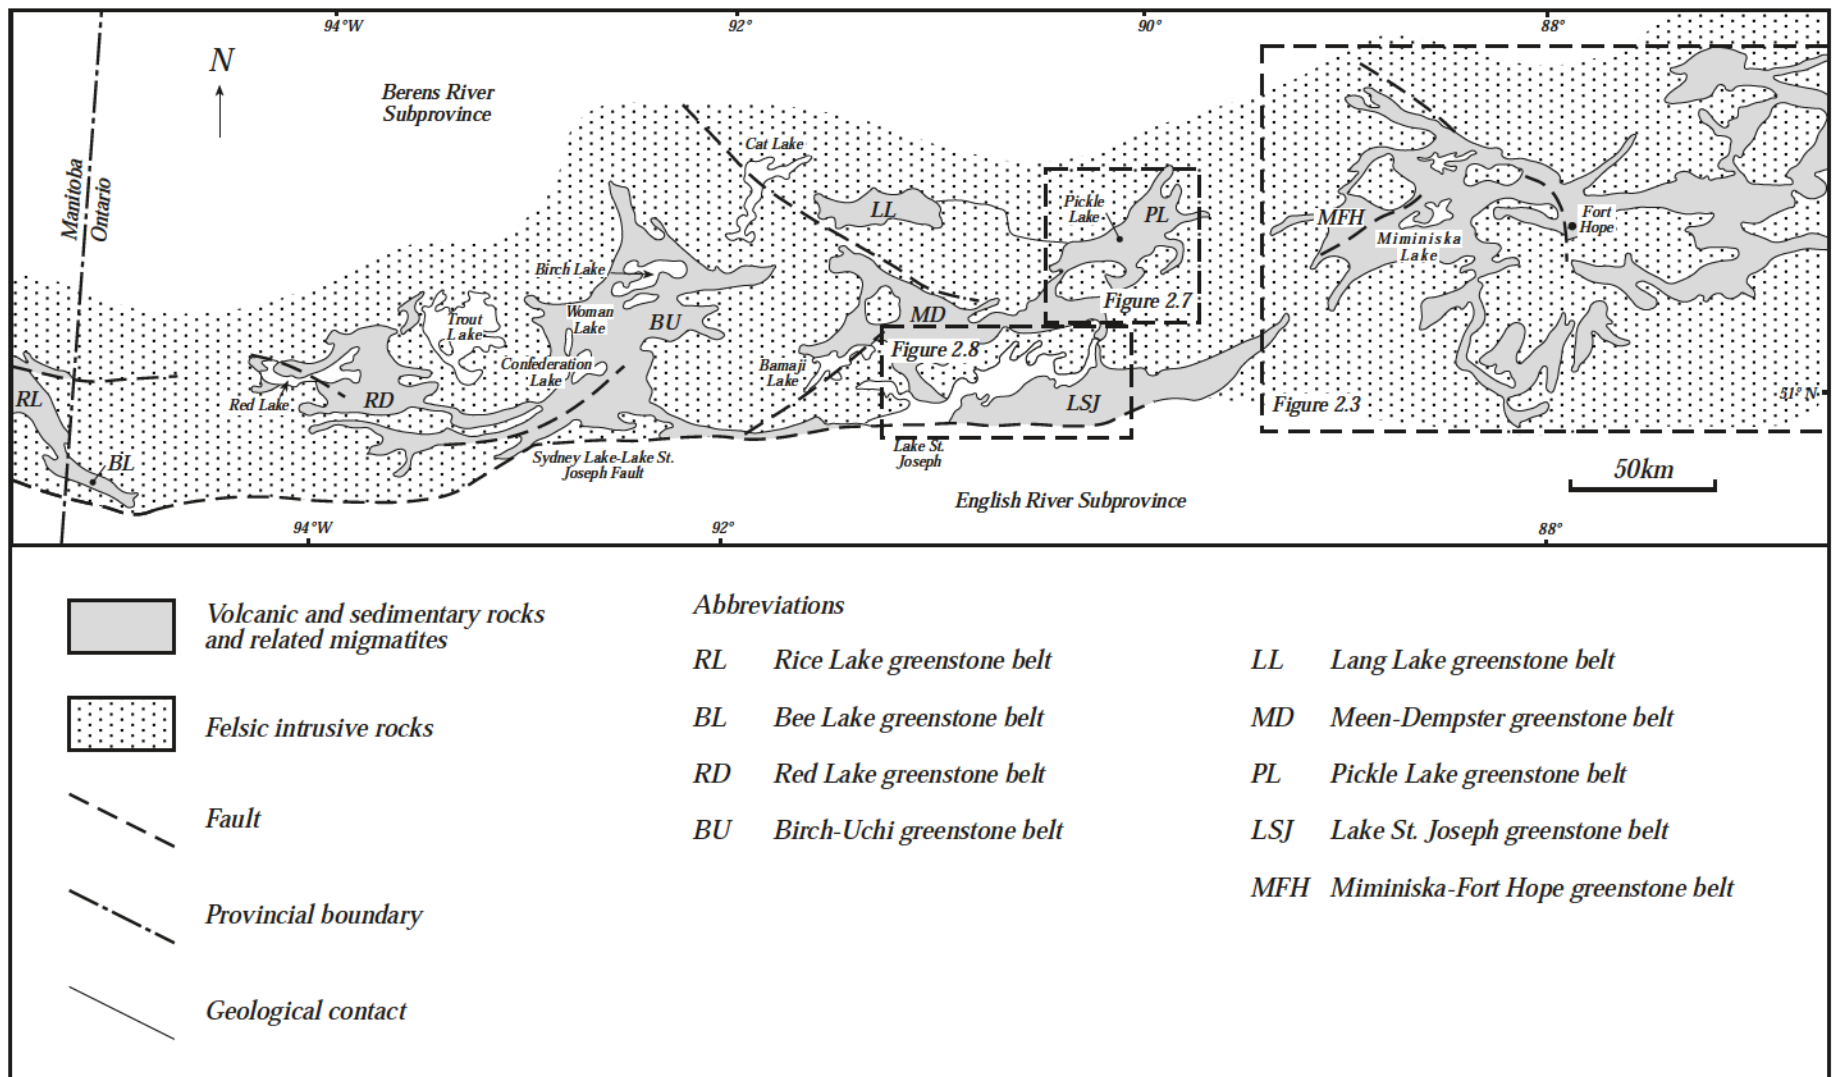 94°W
92°
90°
88°
N
Berens River
Subprovince
Manitoba
Ontario
Cat Lake
LL
Pickle
Lake
PL
MFH
Miminiska
Lake
Fort
Hope
Birch Lake
Woman
Lake
BU
Trout
Lake
MD
Figure 2.7
Figure 2.8
Confederation
Lake
Bamaji
Lake
RL
Red Lake
RD
LSJ
Figure 2.3
51° N
BL
Sydney Lake-Lake St.
Joseph Fault
Lake St.
Joseph
50km
English River Subprovince
94°W
92°
88°
Volcanic and sedimentary rocks
and related migmatites
Felsic intrusive rocks
Fault
Provincial boundary
Geological contact
Abbreviations
RL Rice Lake greenstone belt
BL Bee Lake greenstone belt
RD Red Lake greenstone belt
BU Birch-Uchi greenstone belt
LL Lang Lake greenstone belt
MD Meen-Dempster greenstone belt
PL Pickle Lake greenstone belt
LSJ Lake St. Joseph greenstone belt
MFH Miminiska-Fort Hope greenstone belt